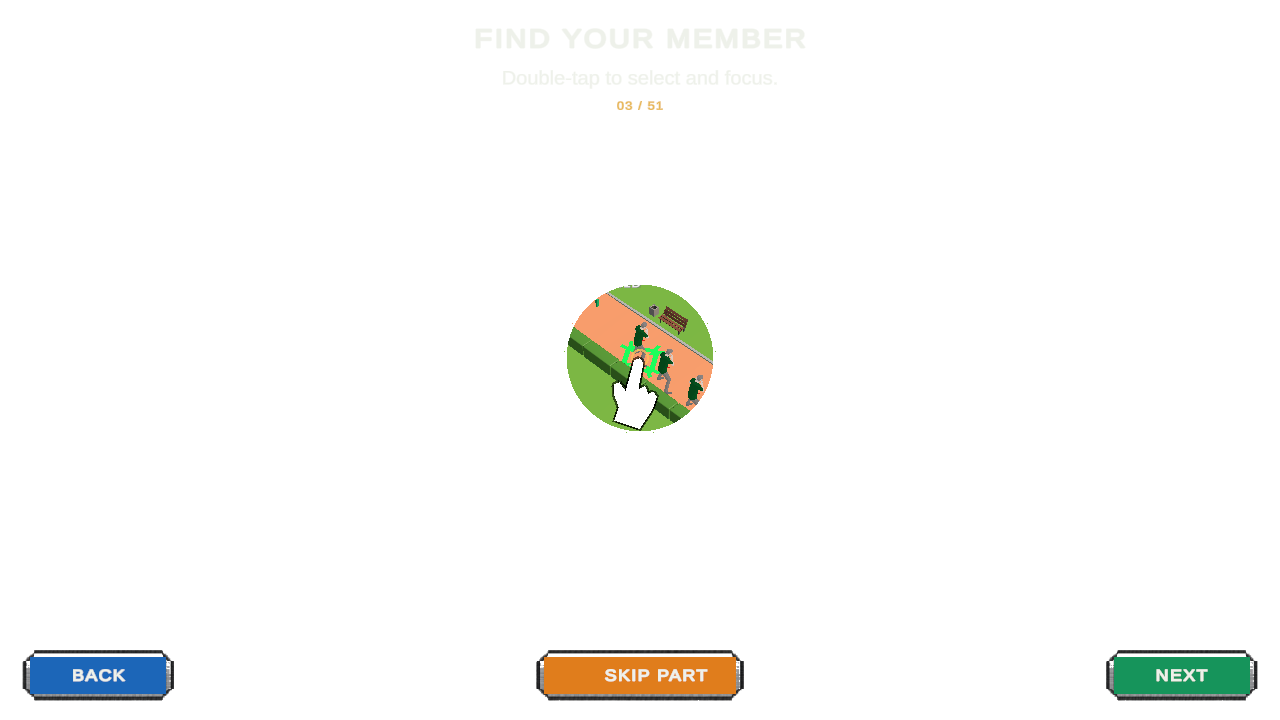 FIND YOUR MEMBER
Double-tap to select and focus.
03 / 51
BACK
SKIP PART
NEXT